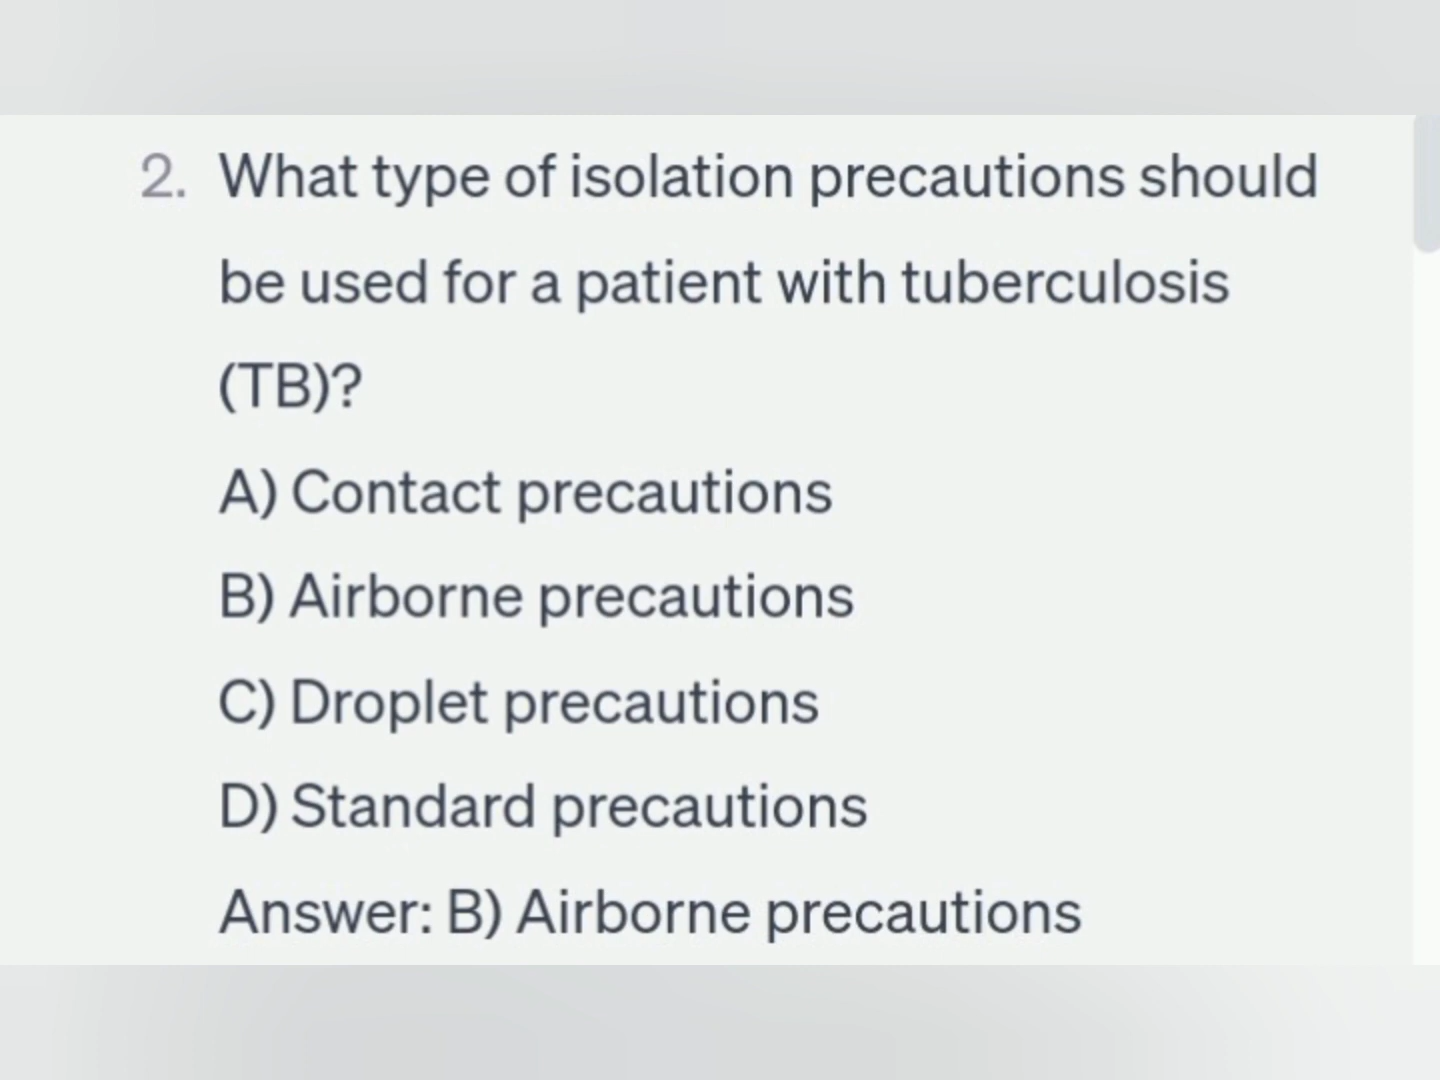 2. What type of isolation precautions should
be used for a patient with tuberculosis
(TB)?
A) Contact precautions
B) Airborne precautions
C) Droplet precautions
D) Standard precautions
Answer: B) Airborne precautions